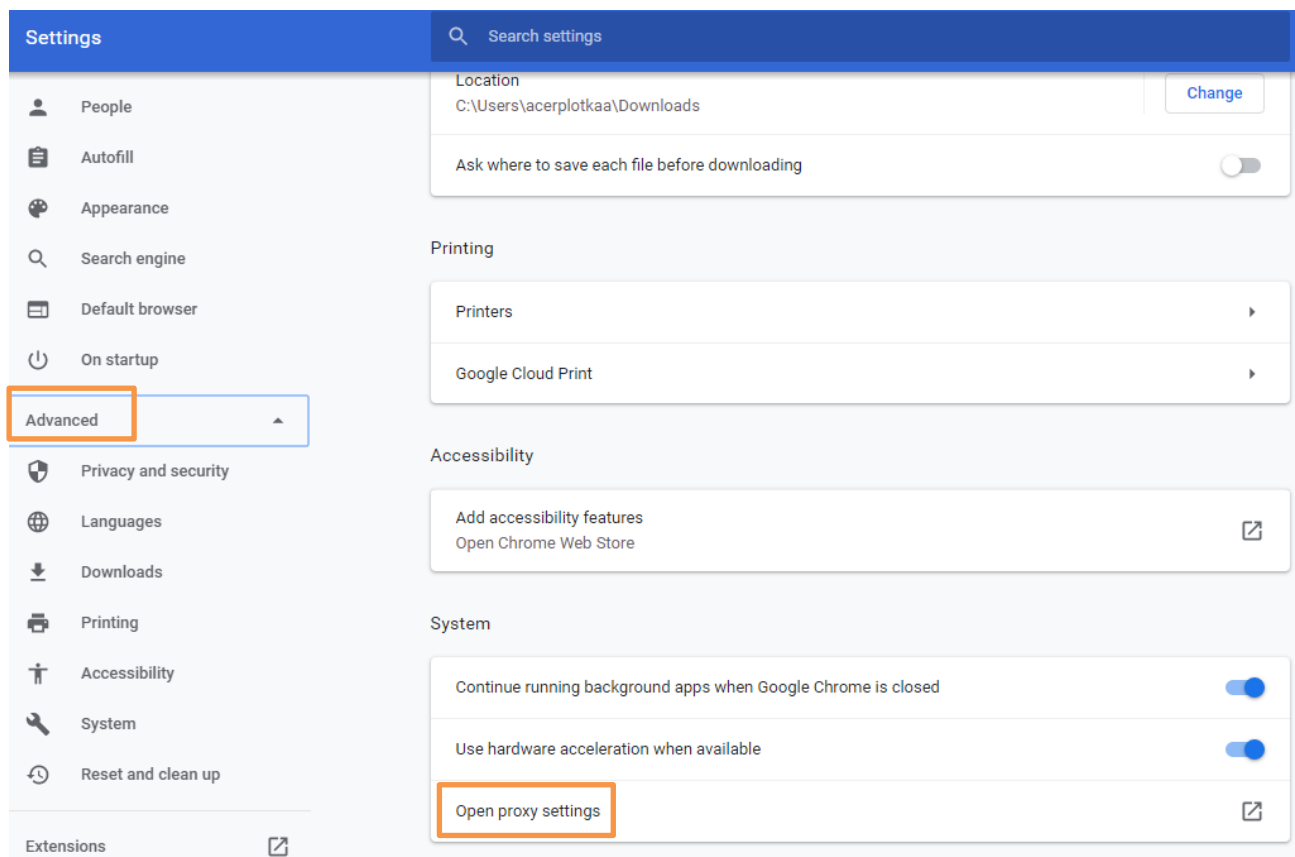 Settings
Search settings
People
Autofill
Appearance
Search engine
Default browser
On startup
Advanced
Privacy and security
Languages
Downloads
Printing
Accessibility
System
Reset and clean up
Extensions
Location
C:\Users\acerplotkaa\Downloads
Change
Ask where to save each file before downloading
Printing
Printers
Google Cloud Print
Accessibility
Add accessibility features
Open Chrome Web Store
System
Continue running background apps when Google Chrome is closed
Use hardware acceleration when available
Open proxy settings